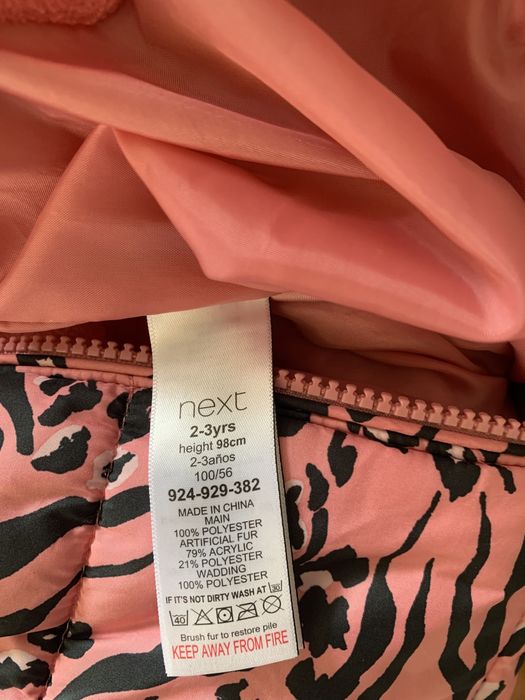 next
2-3yrs
height 98cm
2-3años
100/56
924-929-382
MADE IN CHINA
MAIN
100% POLYESTER
ARTIFICIAL FUR
79% ACRYLIC
21% POLYESTER
WADDING
100% POLYESTER
IF IT'S NOT DIRTY WASH AT 30
40
Brush fur to restore pile
KEEP AWAY FROM FIRE